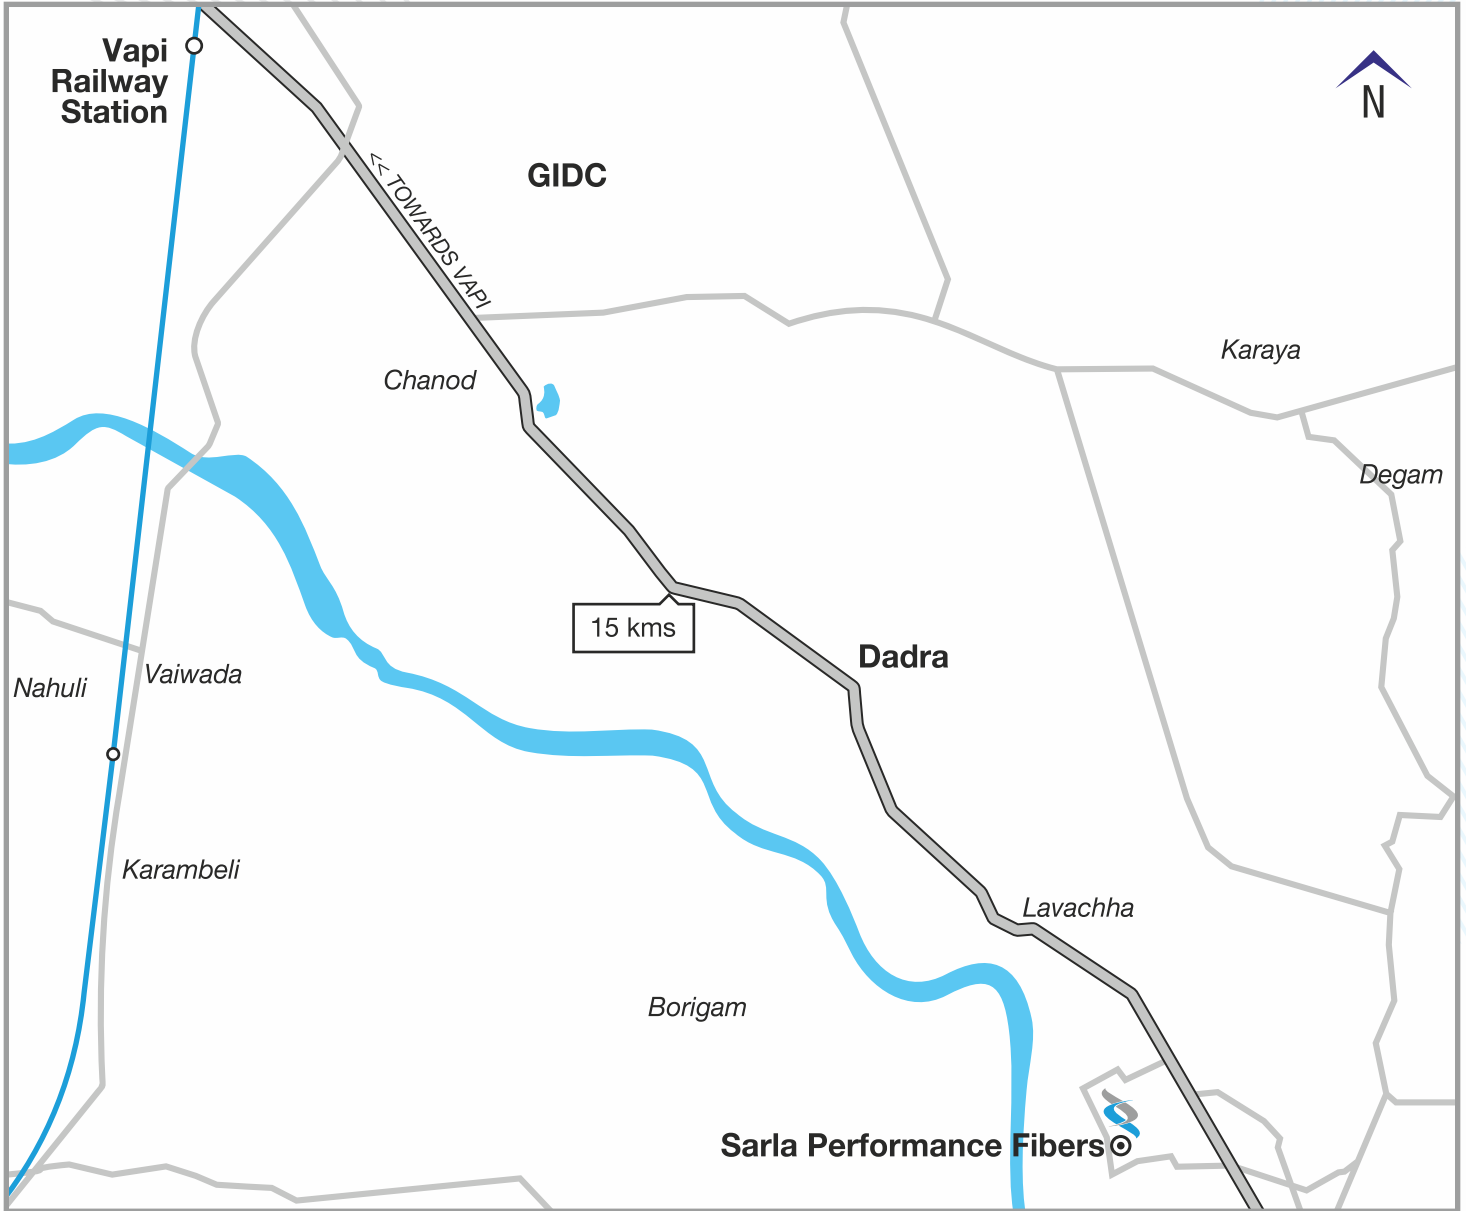 Vapi
Railway
Station
N
GIDC
<< TOWARDS VAPI
Karaya
Chanod
Degam
15 kms
Dadra
Vaiwada
Nahuli
Karambeli
Lavachha
Borigam
Sarla Performance Fibers